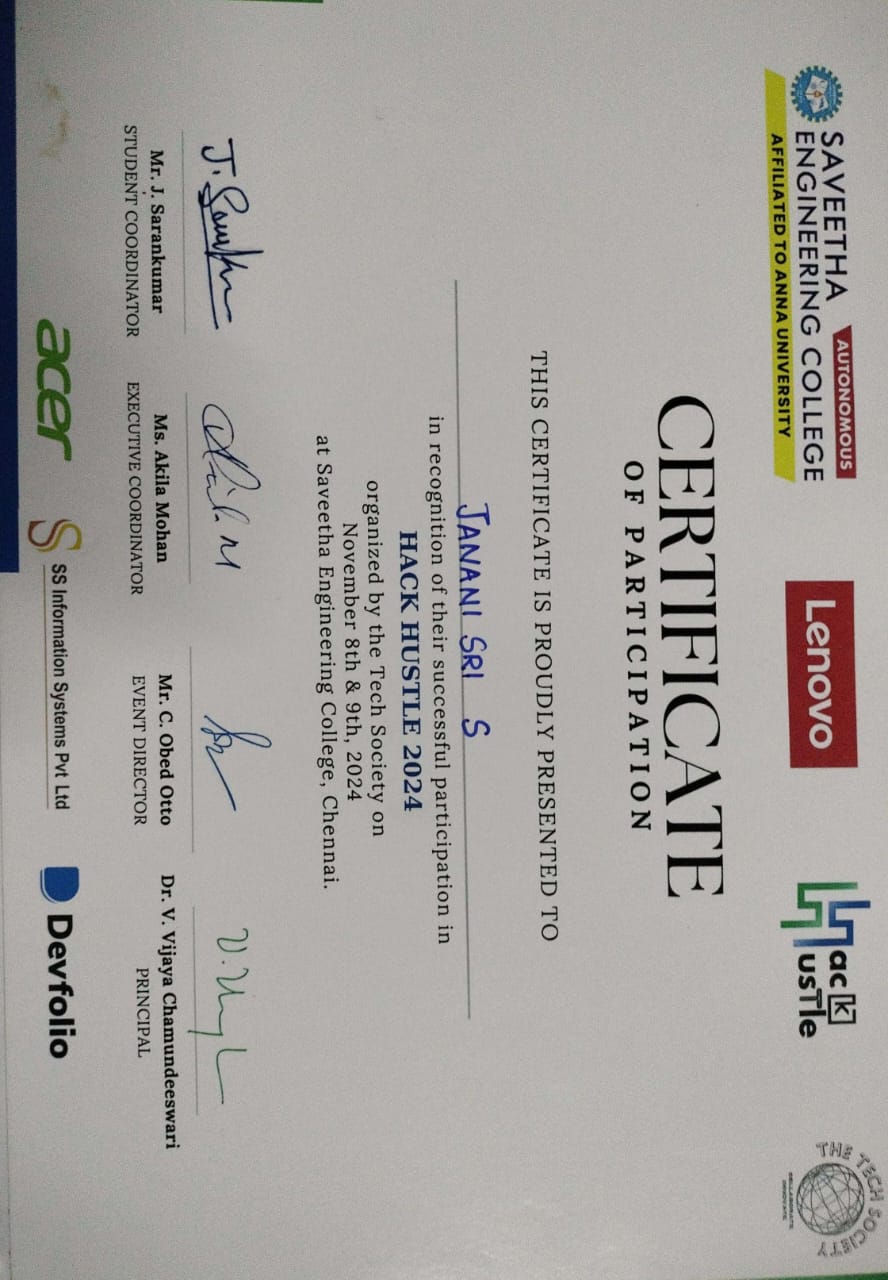 SAVEETHA AUTONOMOUS
ENGINEERING COLLEGE
AFFILIATED TO ANNA UNIVERSITY
Lenovo
Hack
Hustle
THE TECH SOCIETY
COLLABORATE
INNOVATE
CERTIFICATE
OF PARTICIPATION
THIS CERTIFICATE IS PROUDLY PRESENTED TO
JANANI SRI S
in recognition of their successful participation in
HACK HUSTLE 2024
organized by the Tech Society on
November 8th & 9th, 2024
at Saveetha Engineering College, Chennai.
Mr. J. Sarankumar
STUDENT COORDINATOR
Ms. Akila Mohan
EXECUTIVE COORDINATOR
Mr. C. Obed Otto
EVENT DIRECTOR
Dr. V. Vijaya Chamundeeswari
PRINCIPAL
acer
SS Information Systems Pvt Ltd
Devfolio